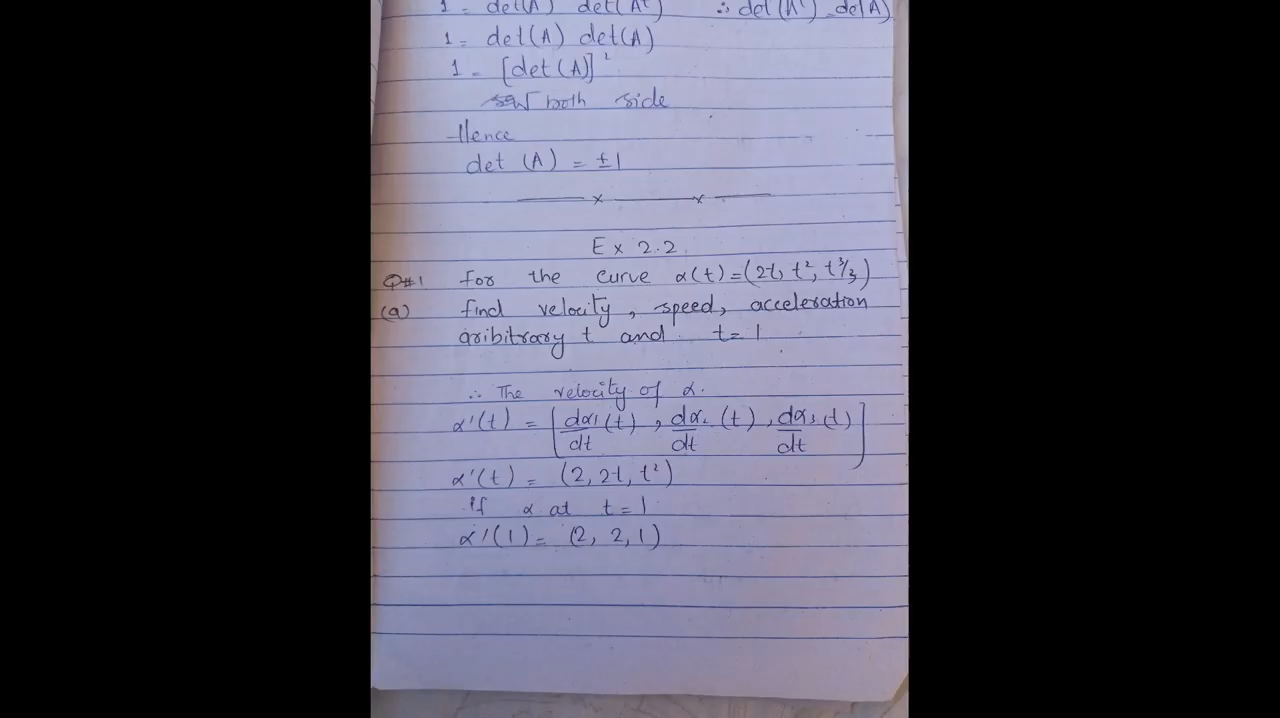 1 = det(A) det(Aᵗ) ∴ det(Aᵗ) = det A)
1 = det(A) det(A)
1 = [det(A)]²
both side
Hence
det (A) = ±1
Ex 2.2
Q#1 for the curve α(t)=(2t, t², t³/3)
(a) find velocity, speed, acceleration
aribitrary t and t=1
∴ The velocity of α.
α'(t) = [dα₁/dt (t), dα₂/dt (t), dα₃/dt (t)]
α'(t) = (2, 2t, t²)
if α at t=1
α'(1) = (2, 2, 1)